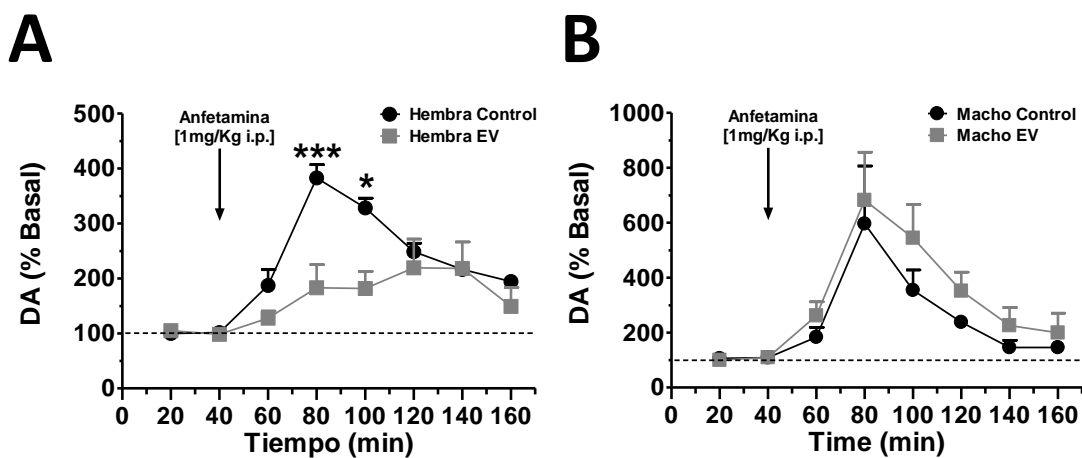 A
Anfetamina
[1mg/Kg i.p.]
Hembra Control
Hembra EV
***
*
500
400
300
200
100
0
DA (% Basal)
0 20 40 60 80 100 120 140 160
Tiempo (min)
B
Anfetamina
[1mg/Kg i.p.]
Macho Control
Macho EV
1000
800
600
400
200
0
DA (% Basal)
0 20 40 60 80 100 120 140 160
Time (min)